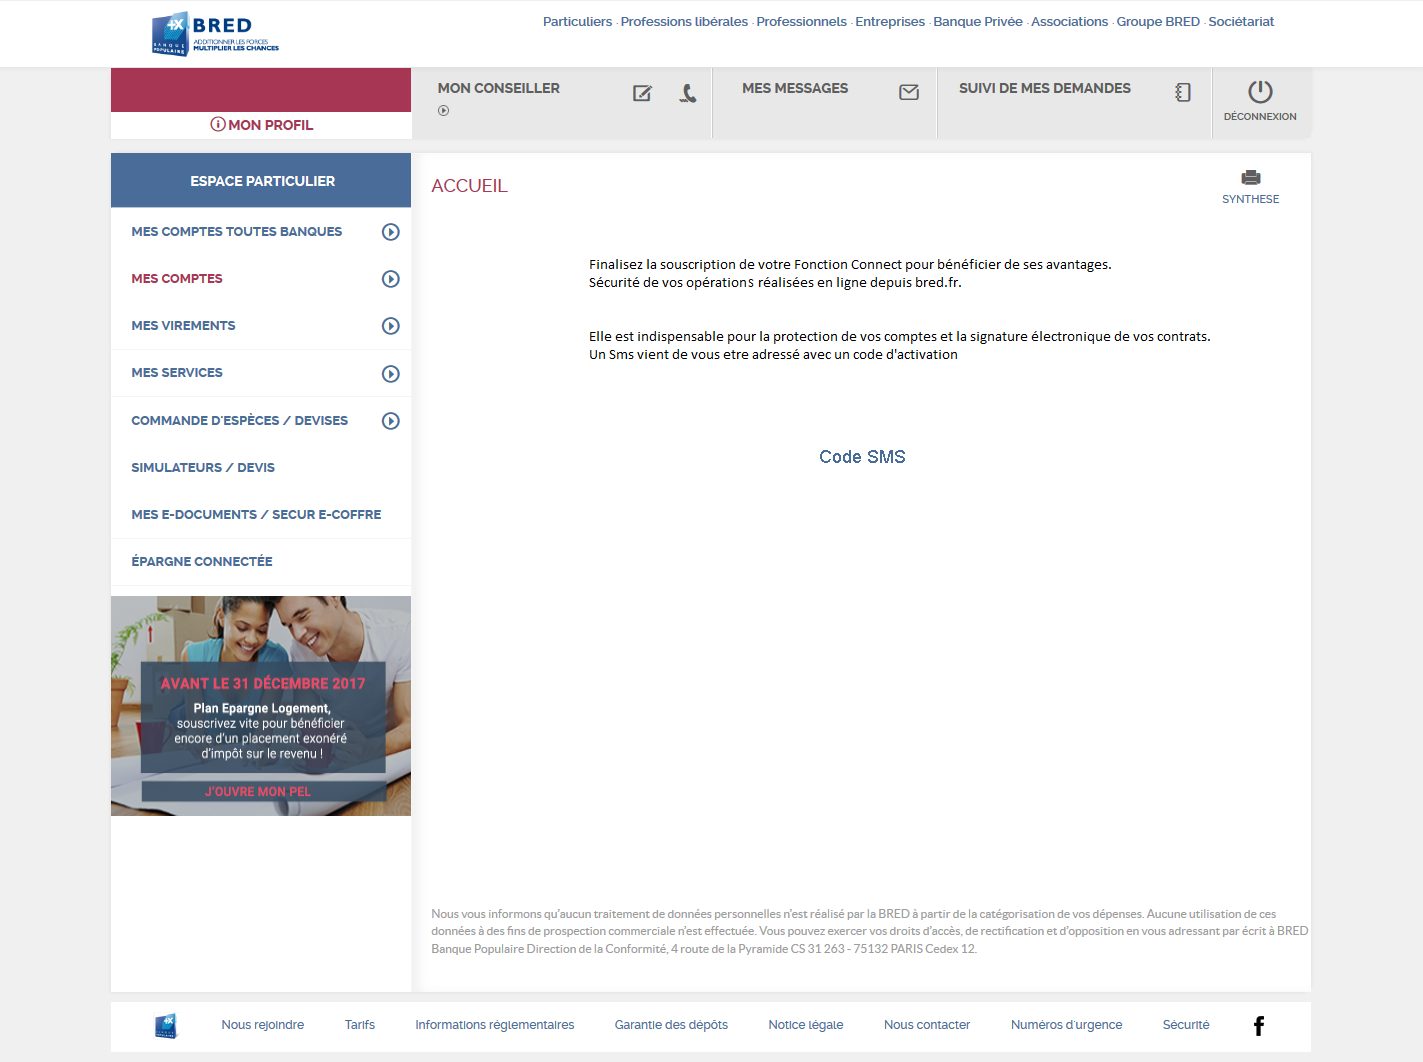 +X BRED
BANQUE POPULAIRE
ADDITIONNER LES FORCES
MULTIPLIER LES CHANCES
Particuliers · Professions libérales · Professionnels · Entreprises · Banque Privée · Associations · Groupe BRED · Sociétariat
MON PROFIL
MON CONSEILLER
MES MESSAGES
SUIVI DE MES DEMANDES
DÉCONNEXION
ESPACE PARTICULIER
MES COMPTES TOUTES BANQUES
MES COMPTES
MES VIREMENTS
MES SERVICES
COMMANDE D'ESPÈCES / DEVISES
SIMULATEURS / DEVIS
MES E-DOCUMENTS / SECUR E-COFFRE
ÉPARGNE CONNECTÉE
AVANT LE 31 DÉCEMBRE 2017
Plan Epargne Logement,
souscrivez vite pour bénéficier
encore d'un placement exonéré
d'impôt sur le revenu !
J'OUVRE MON PEL
ACCUEIL
SYNTHESE
Finalisez la souscription de votre Fonction Connect pour bénéficier de ses avantages.
Sécurité de vos opérations réalisées en ligne depuis bred.fr.
Elle est indispensable pour la protection de vos comptes et la signature électronique de vos contrats.
Un Sms vient de vous etre adressé avec un code d'activation
Code SMS
Nous vous informons qu'aucun traitement de données personnelles n'est réalisé par la BRED à partir de la catégorisation de vos dépenses. Aucune utilisation de ces
données à des fins de prospection commerciale n'est effectuée. Vous pouvez exercer vos droits d'accès, de rectification et d'opposition en vous adressant par écrit à BRED
Banque Populaire Direction de la Conformité, 4 route de la Pyramide CS 31 263 - 75132 PARIS Cedex 12.
+X
Nous rejoindre
Tarifs
Informations réglementaires
Garantie des dépôts
Notice légale
Nous contacter
Numéros d'urgence
Sécurité